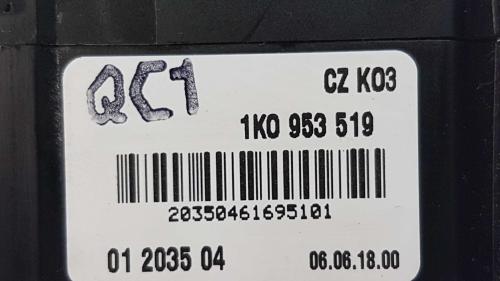 QC1 CZ K03
1K0 953 519
20350461695101
01 2035 04 06.06.18.00